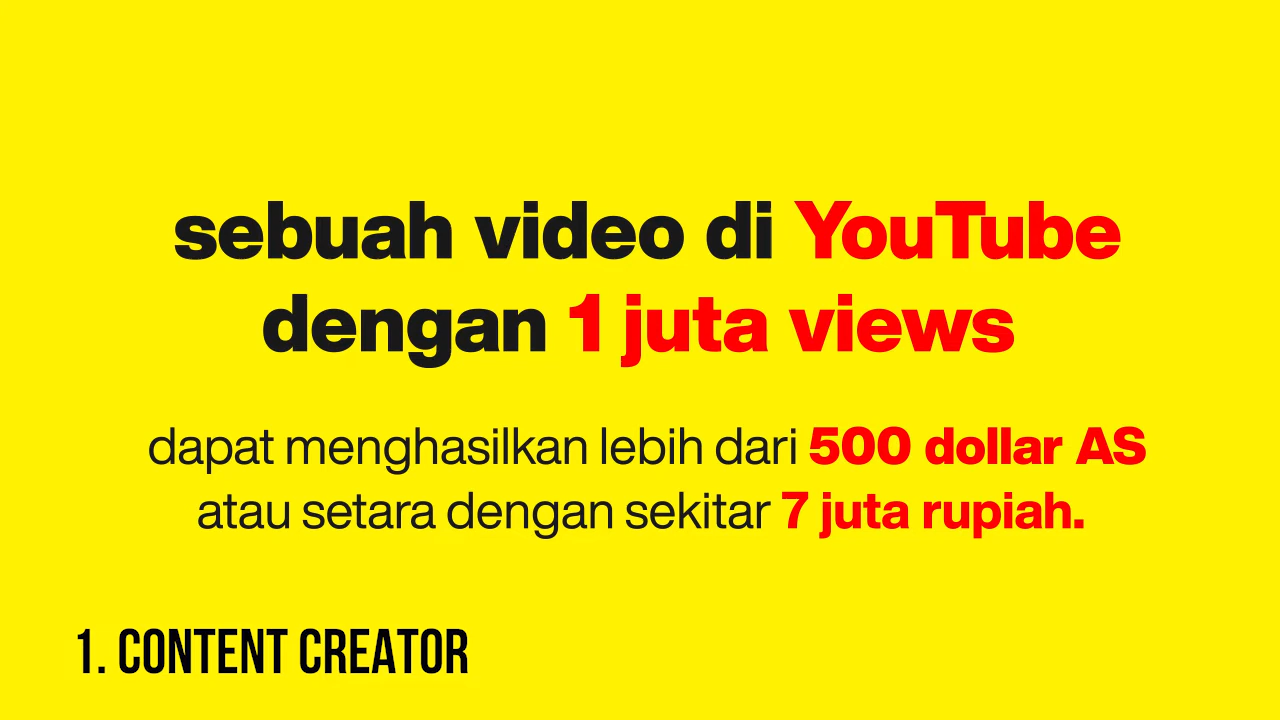 sebuah video di YouTube
dengan 1 juta views
dapat menghasilkan lebih dari 500 dollar AS
atau setara dengan sekitar 7 juta rupiah.
1. CONTENT CREATOR